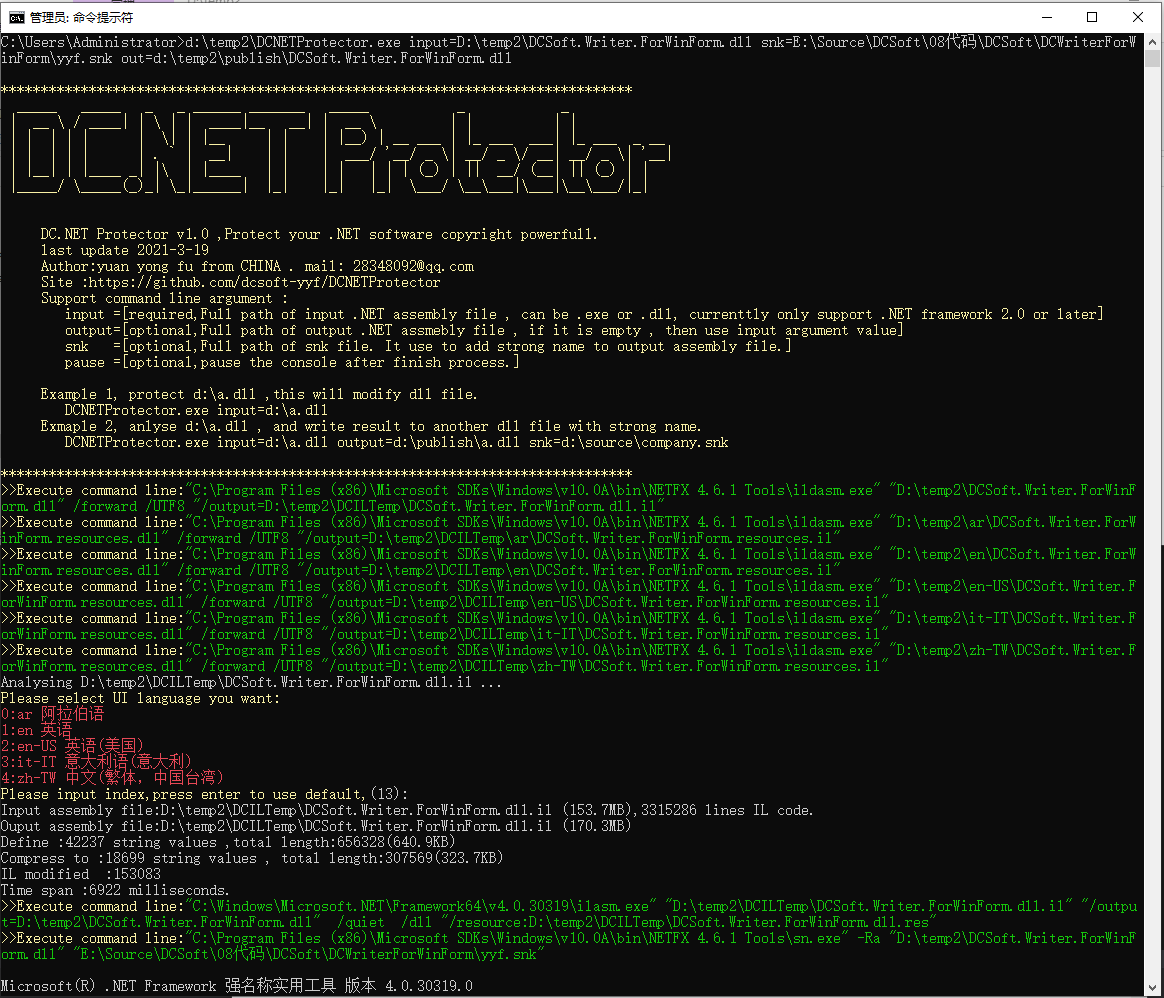 管理员: 命令提示符
C:\Users\Administrator>d:\temp2\DCNETProtector.exe input=D:\temp2\DCSoft.Writer.ForWinForm.dll snk=E:\Source\DCSoft\08代码\DCSoft\DCWriterForW
inForm\yyf.snk out=d:\temp2\publish\DCSoft.Writer.ForWinForm.dll
*******************************************************************************
DC.NET Protector
DC.NET Protector v1.0 ,Protect your .NET software copyright powerfull.
last update 2021-3-19
Author:yuan yong fu from CHINA . mail: 28348092@qq.com
Site :https://github.com/dcsoft-yyf/DCNETProtector
Support command line argument :
input =[required,Full path of input .NET assembly file , can be .exe or .dll, currenttly only support .NET framework 2.0 or later]
output=[optional,Full path of output .NET assmebly file , if it is empty , then use input argument value]
snk   =[optional,Full path of snk file. It use to add strong name to output assembly file.]
pause =[optional,pause the console after finish process.]
Example 1, protect d:\a.dll ,this will modify dll file.
DCNETProtector.exe input=d:\a.dll
Exmaple 2, anlyse d:\a.dll , and write result to another dll file with strong name.
DCNETProtector.exe input=d:\a.dll output=d:\publish\a.dll snk=d:\source\company.snk
*******************************************************************************
>>Execute command line:"C:\Program Files (x86)\Microsoft SDKs\Windows\v10.0A\bin\NETFX 4.6.1 Tools\ildasm.exe" "D:\temp2\DCSoft.Writer.ForWinF
orm.dll" /forward /UTF8 "/output=D:\temp2\DCILTemp\DCSoft.Writer.ForWinForm.dll.il"
>>Execute command line:"C:\Program Files (x86)\Microsoft SDKs\Windows\v10.0A\bin\NETFX 4.6.1 Tools\ildasm.exe" "D:\temp2\ar\DCSoft.Writer.ForW
inForm.resources.dll" /forward /UTF8 "/output=D:\temp2\DCILTemp\ar\DCSoft.Writer.ForWinForm.resources.il"
>>Execute command line:"C:\Program Files (x86)\Microsoft SDKs\Windows\v10.0A\bin\NETFX 4.6.1 Tools\ildasm.exe" "D:\temp2\en\DCSoft.Writer.ForW
inForm.resources.dll" /forward /UTF8 "/output=D:\temp2\DCILTemp\en\DCSoft.Writer.ForWinForm.resources.il"
>>Execute command line:"C:\Program Files (x86)\Microsoft SDKs\Windows\v10.0A\bin\NETFX 4.6.1 Tools\ildasm.exe" "D:\temp2\en-US\DCSoft.Writer.F
orWinForm.resources.dll" /forward /UTF8 "/output=D:\temp2\DCILTemp\en-US\DCSoft.Writer.ForWinForm.resources.il"
>>Execute command line:"C:\Program Files (x86)\Microsoft SDKs\Windows\v10.0A\bin\NETFX 4.6.1 Tools\ildasm.exe" "D:\temp2\it-IT\DCSoft.Writer.F
orWinForm.resources.dll" /forward /UTF8 "/output=D:\temp2\DCILTemp\it-IT\DCSoft.Writer.ForWinForm.resources.il"
>>Execute command line:"C:\Program Files (x86)\Microsoft SDKs\Windows\v10.0A\bin\NETFX 4.6.1 Tools\ildasm.exe" "D:\temp2\zh-TW\DCSoft.Writer.F
orWinForm.resources.dll" /forward /UTF8 "/output=D:\temp2\DCILTemp\zh-TW\DCSoft.Writer.ForWinForm.resources.il"
Analysing D:\temp2\DCILTemp\DCSoft.Writer.ForWinForm.dll.il ...
Please select UI language you want:
0:ar 阿拉伯语
1:en 英语
2:en-US 英语(美国)
3:it-IT 意大利语(意大利)
4:zh-TW 中文(繁体，中国台湾)
Please input index,press enter to use default,(13):
Input assembly file:D:\temp2\DCILTemp\DCSoft.Writer.ForWinForm.dll.il (153.7MB),3315286 lines IL code.
Ouput assembly file:D:\temp2\DCILTemp\DCSoft.Writer.ForWinForm.dll.il (170.3MB)
Define :42237 string values ,total length:656328(640.9KB)
Compress to :18699 string values , total length:307569(323.7KB)
IL modified  :153083
Time span :6922 milliseconds.
>>Execute command line:"C:\Windows\Microsoft.NET\Framework64\v4.0.30319\ilasm.exe" "D:\temp2\DCILTemp\DCSoft.Writer.ForWinForm.dll.il" "/outpu
t=D:\temp2\DCSoft.Writer.ForWinForm.dll"  /quiet  /dll "/resource:D:\temp2\DCILTemp\DCSoft.Writer.ForWinForm.dll.res"
>>Execute command line:"C:\Program Files (x86)\Microsoft SDKs\Windows\v10.0A\bin\NETFX 4.6.1 Tools\sn.exe" -Ra "D:\temp2\DCSoft.Writer.ForWinF
orm.dll" "E:\Source\DCSoft\08代码\DCSoft\DCWriterForWinForm\yyf.snk"
Microsoft(R) .NET Framework 强名称实用工具 版本 4.0.30319.0